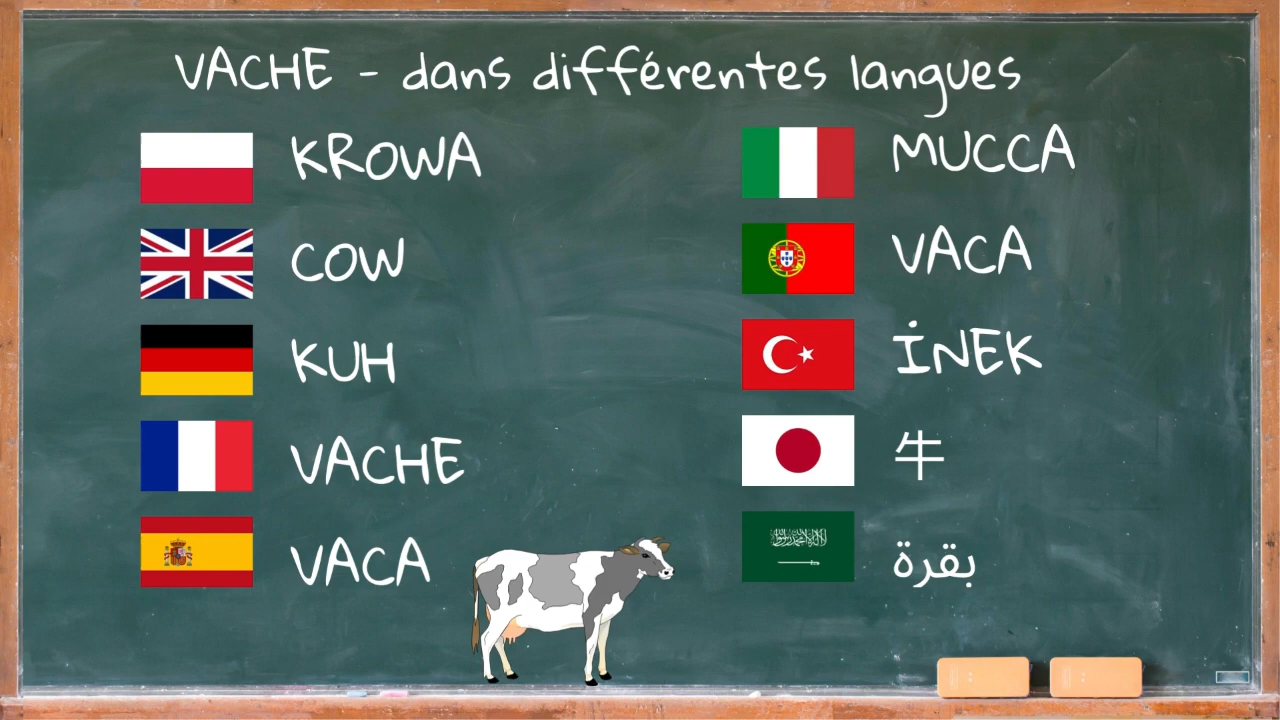 VACHE - dans différentes langues
KROWA
COW
KUH
VACHE
VACA
MUCCA
VACA
İNEK
牛
بقرة